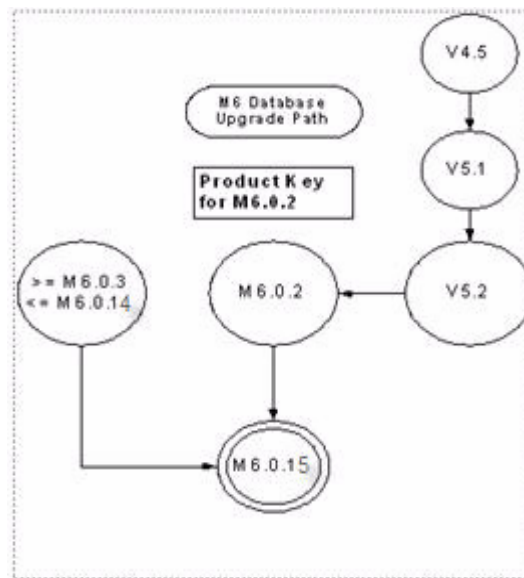 V4.5
M6 Database
Upgrade Path
V5.1
Product Key
for M6.0.2
>= M6.0.3
<= M6.0.14
M6.0.2
V5.2
M6.0.15